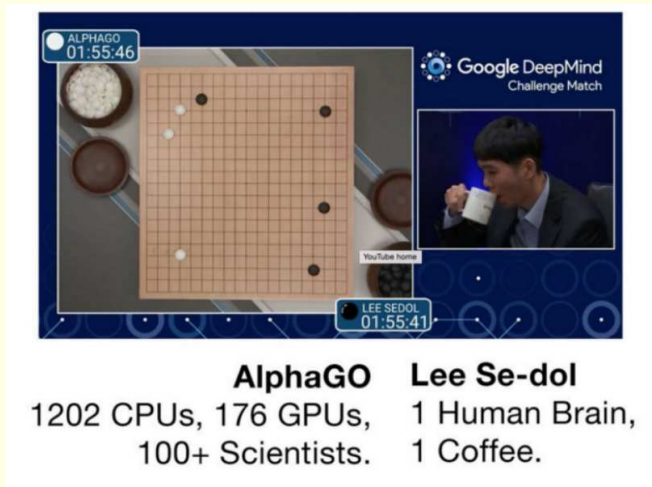 ALPHAGO
01:55:46
Google DeepMind
Challenge Match
YouTube home
LEE SEDOL
01:55:41
AlphaGO
1202 CPUs, 176 GPUs,
100+ Scientists.
Lee Se-dol
1 Human Brain,
1 Coffee.